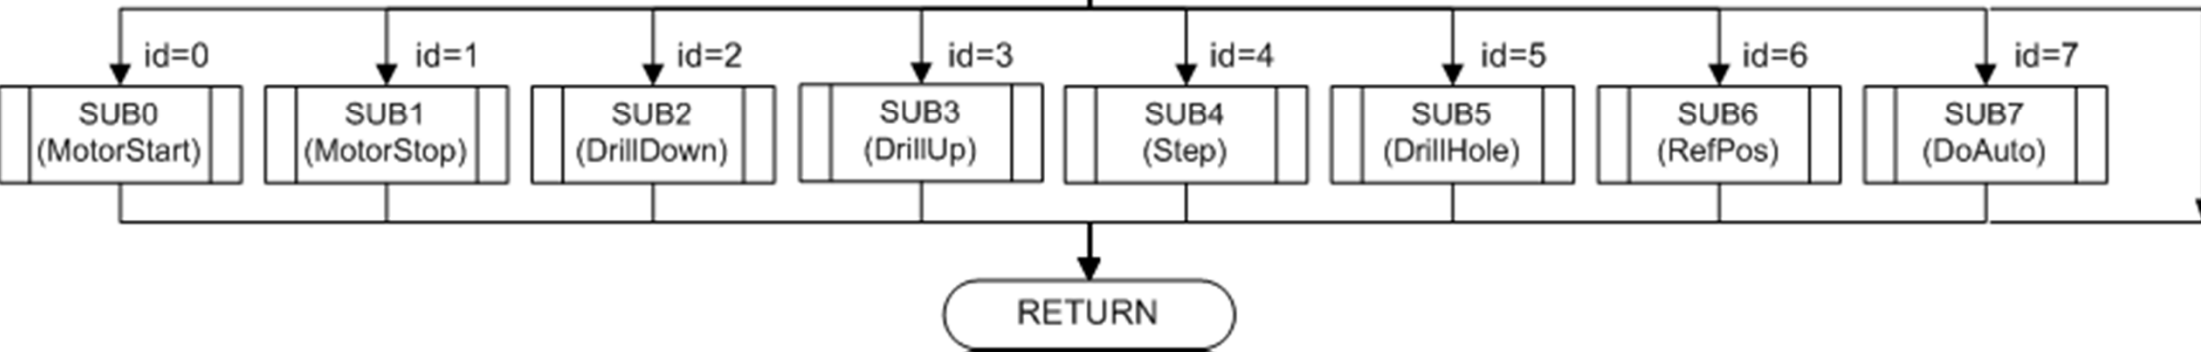 id=0
id=1
id=2
id=3
id=4
id=5
id=6
id=7
SUB0
(MotorStart)
SUB1
(MotorStop)
SUB2
(DrillDown)
SUB3
(DrillUp)
SUB4
(Step)
SUB5
(DrillHole)
SUB6
(RefPos)
SUB7
(DoAuto)
RETURN